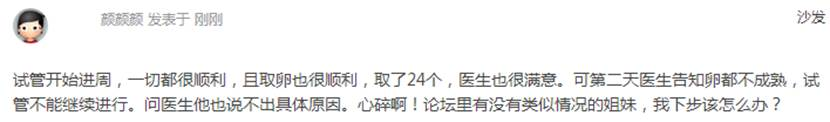 颜颜颜 发表于 刚刚 沙发
试管开始进周，一切都很顺利，且取卵也很顺利，取了24个，医生也很满意。可第二天医生告知卵都不成熟，试
管不能继续进行。问医生他也说不出具体原因。心碎啊！论坛里有没有类似情况的姐妹，我下步该怎么办？